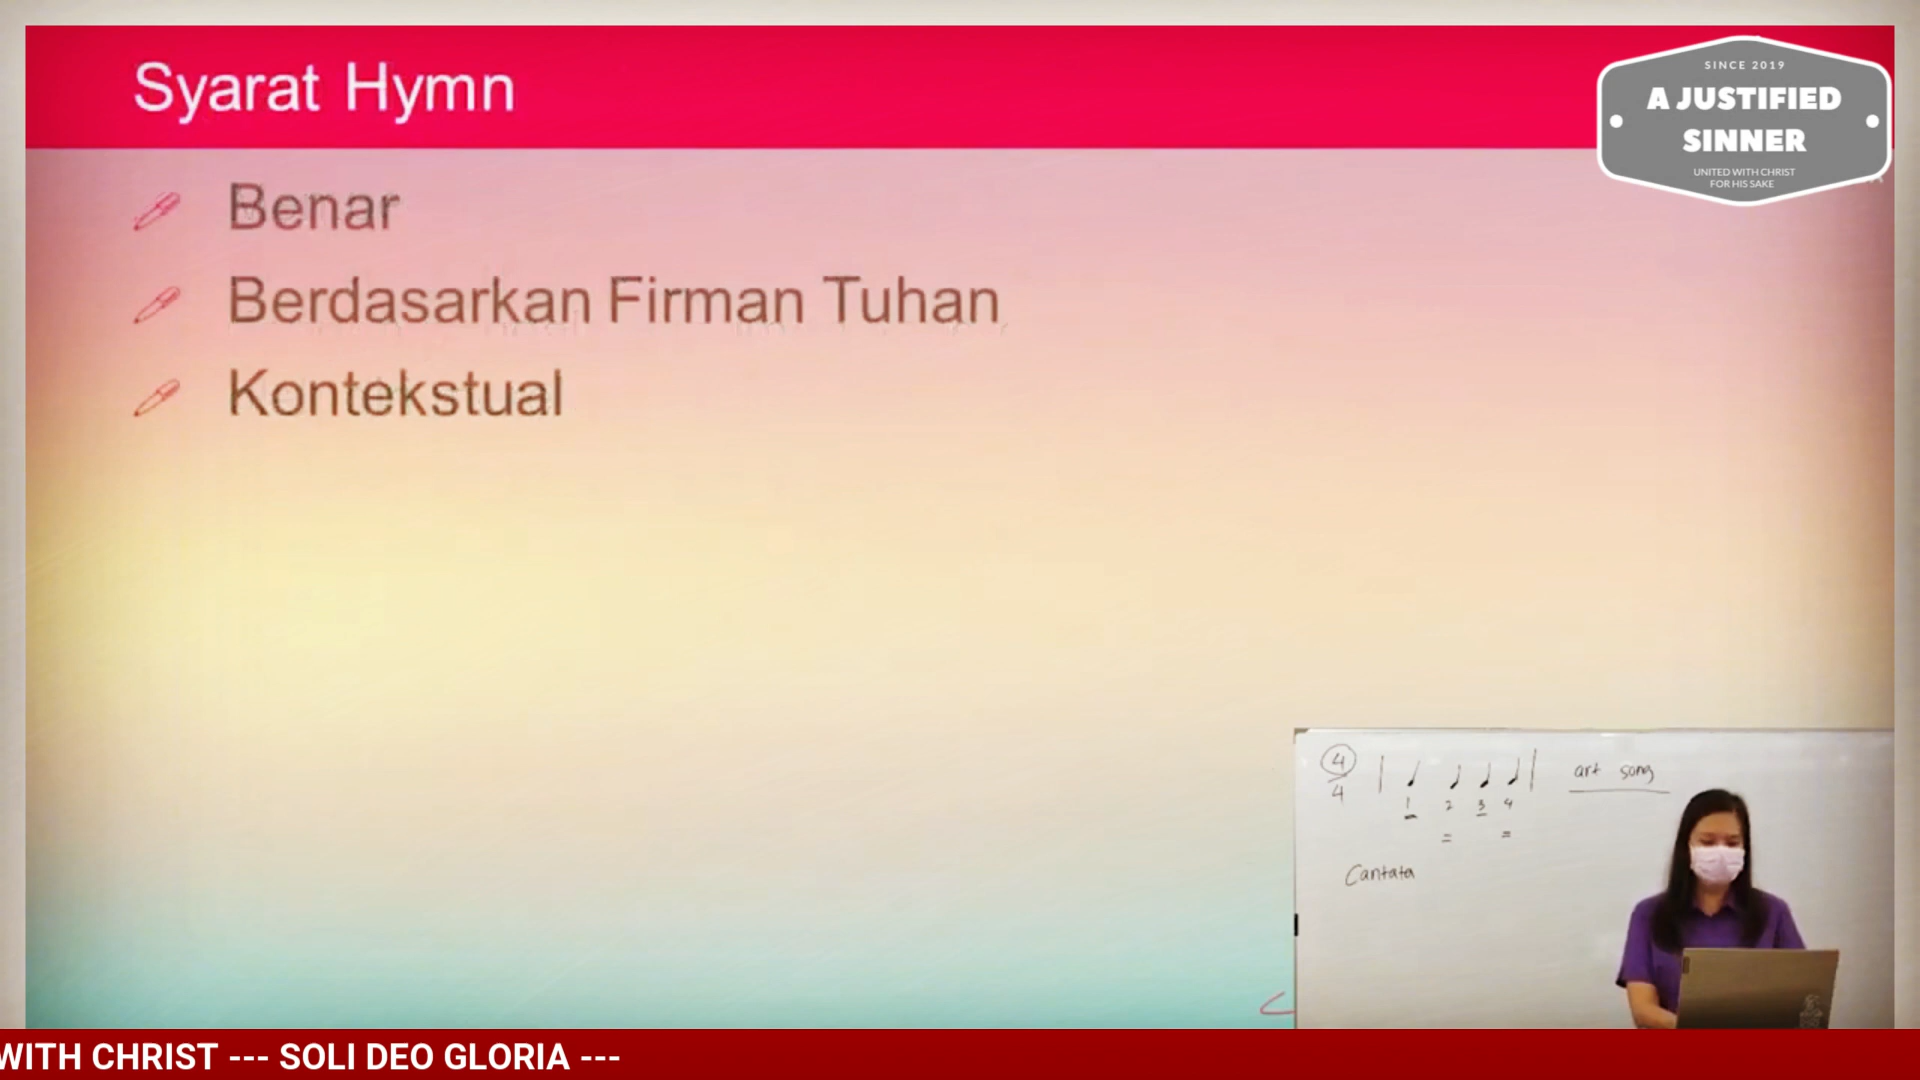 Syarat Hymn
SINCE 2019
A JUSTIFIED
SINNER
UNITED WITH CHRIST
FOR HIS SAKE
Benar
Berdasarkan Firman Tuhan
Kontekstual
4
4
1 2 3 4
= =
art song
Cantata
WITH CHRIST --- SOLI DEO GLORIA ---